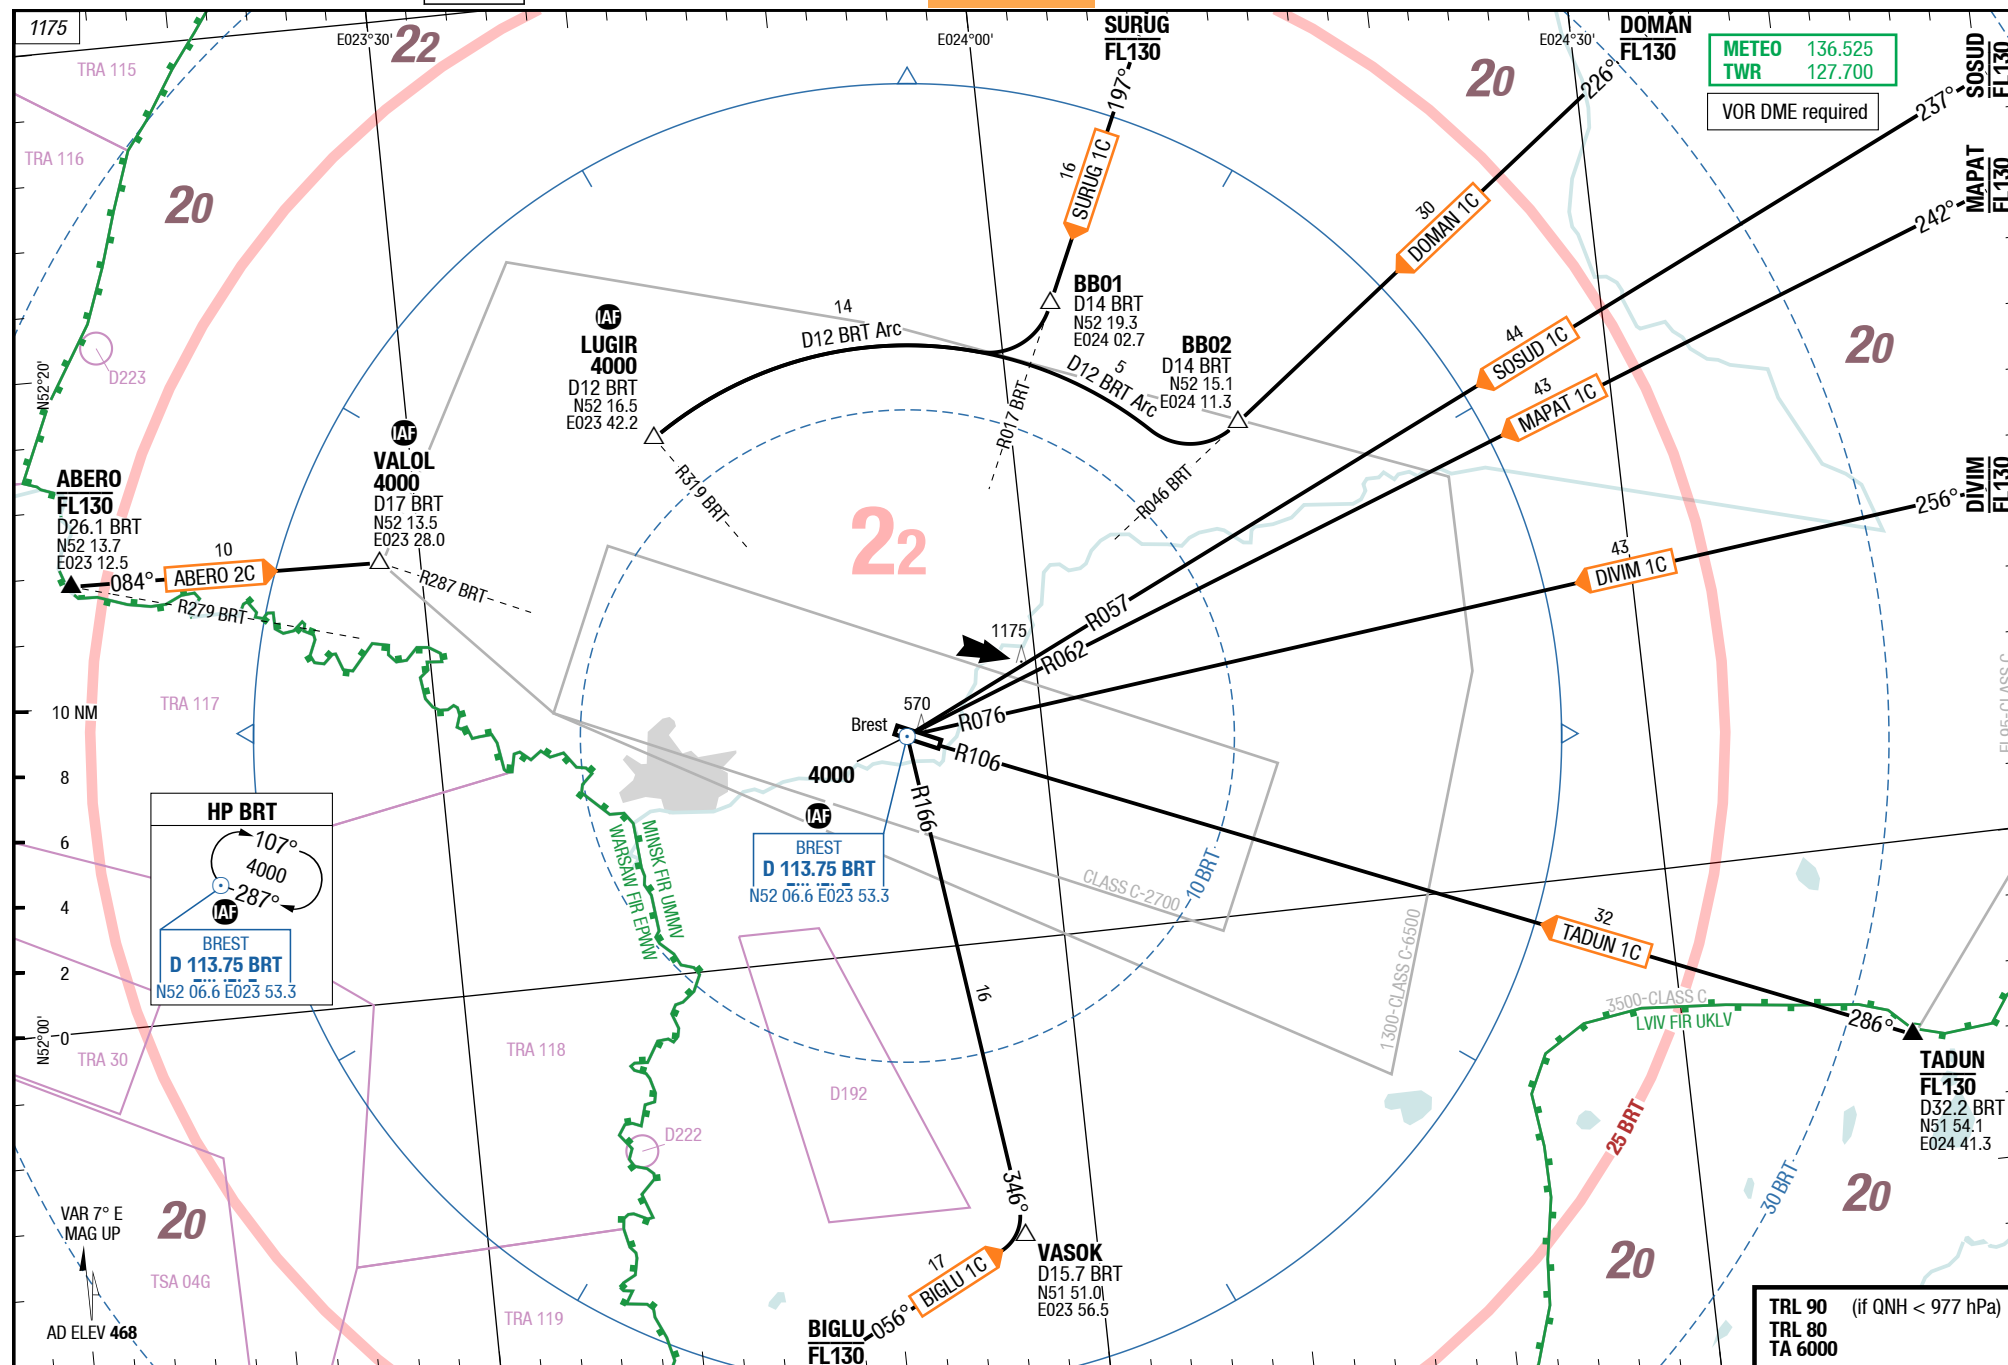 1175
E023°30'
22
E024°00'
SURUG
FL130
197°
SURUG 1C
16
E024°30'
DOMAN
FL130
226°
DOMAN 1C
30
20
METEO 136.525
TWR 127.700
VOR DME required
SOSUD
FL130
237°
SOSUD 1C
44
MAPAT
FL130
242°
MAPAT 1C
43
DIVIM
FL130
256°
DIVIM 1C
43
TRA 115
TRA 116
20
20
N52°20'
D223
IAF
LUGIR
4000
D12 BRT
N52 16.5
E023 42.2
14
D12 BRT Arc
5
D12 BRT Arc
BB01
D14 BRT
N52 19.3
E024 02.7
BB02
D14 BRT
N52 15.1
E024 11.3
R017 BRT
R046 BRT
R319 BRT
IAF
VALOL
4000
D17 BRT
N52 13.5
E023 28.0
ABERO
FL130
D26.1 BRT
N52 13.7
E023 12.5
084°
ABERO 2C
10
R287 BRT
R279 BRT
22
1175
R057
R062
R076
R106
R166
570
Brest
4000
IAF
BREST
D 113.75 BRT
N52 06.6 E023 53.3
TRA 117
10 NM
8
6
4
2
0
N52°00'
HP BRT
107°
4000
287°
IAF
BREST
D 113.75 BRT
N52 06.6 E023 53.3
MINSK FIR UMMV
WARSAW FIR EPWW
CLASS C-2700
10 BRT
1300-CLASS C-6500
FL95-CLASS C
32
TADUN 1C
286°
3500-CLASS C
LVIV FIR UKLV
TADUN
FL130
D32.2 BRT
N51 54.1
E024 41.3
TRA 30
TRA 118
D192
D222
16
346°
25 BRT
30 BRT
20
20
20
VAR 7° E
MAG UP
TSA 04G
AD ELEV 468
TRA 119
BIGLU
FL130
056°
BIGLU 1C
17
VASOK
D15.7 BRT
N51 51.0
E023 56.5
TRL 90 (if QNH < 977 hPa)
TRL 80
TA 6000